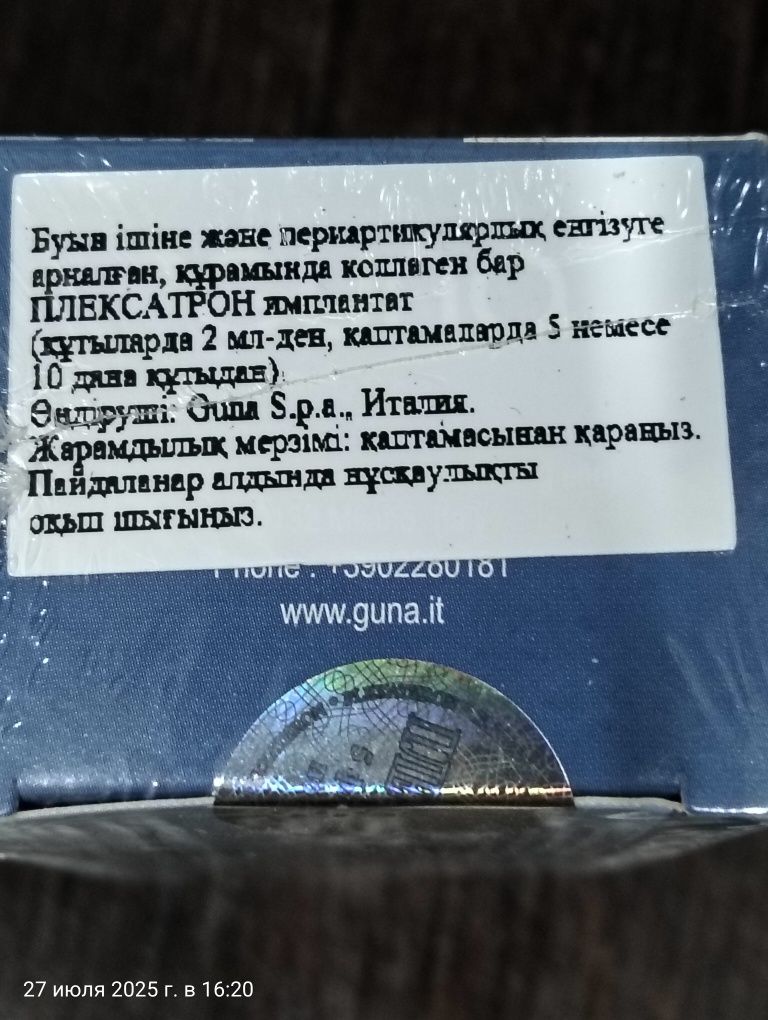 Буын ішіне және периартикулярлық енгізуге
арналған, құрамында коллаген бар
ПЛЕКСАТРОН имплантат
(құтыларда 2 мл-ден, қаптамаларда 5 немесе
10 дана құтыдан)
Өндіруші: Guna S.p.a., Италия.
Жарамдылық мерзімі: қаптамасынан қараңыз.
Пайдаланар алдында нұсқаулықты
оқып шығыңыз.
Phone : +3902280181
www.guna.it
27 июля 2025 г. в 16:20